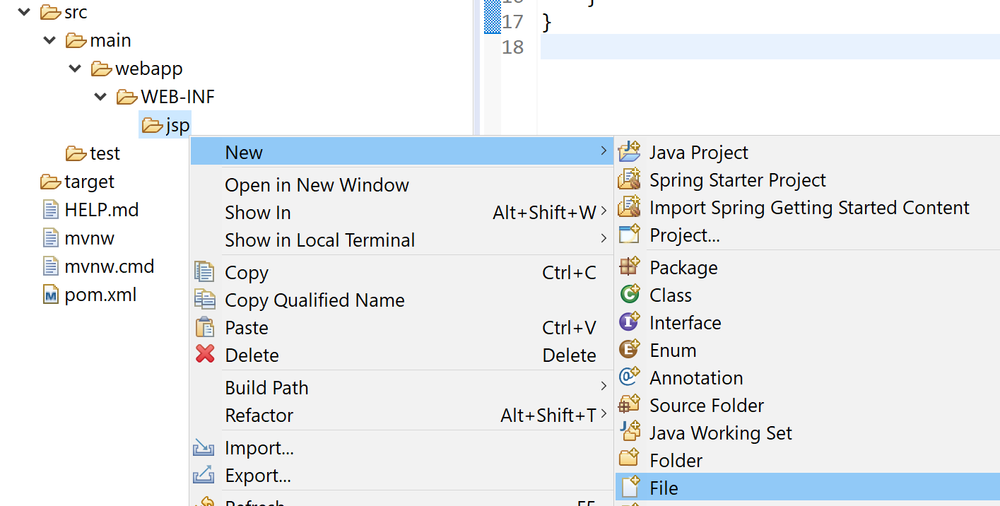 src
main
webapp
WEB-INF
jsp
test
target
HELP.md
mvnw
mvnw.cmd
pom.xml
17 }
18
New
Open in New Window
Show In Alt+Shift+W
Show in Local Terminal
Copy Ctrl+C
Copy Qualified Name
Paste Ctrl+V
Delete Delete
Build Path
Refactor Alt+Shift+T
Import...
Export...
Refresh F5
Java Project
Spring Starter Project
Import Spring Getting Started Content
Project...
Package
Class
Interface
Enum
Annotation
Source Folder
Java Working Set
Folder
File